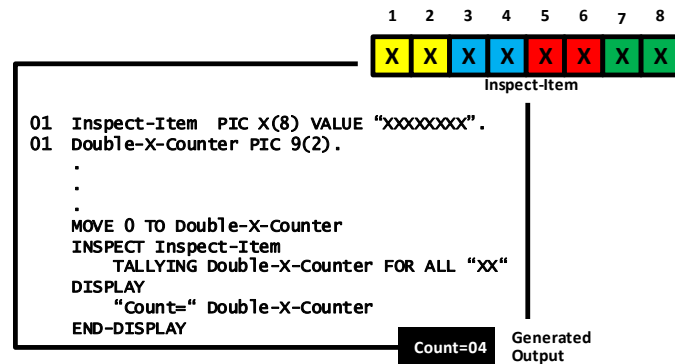 1 2 3 4 5 6 7 8
X X X X X X X X
Inspect-Item
01 Inspect-Item PIC X(8) VALUE “XXXXXXXX”.
01 Double-X-Counter PIC 9(2).
.
.
.
MOVE 0 TO Double-X-Counter
INSPECT Inspect-Item
TALLYING Double-X-Counter FOR ALL “XX“
DISPLAY
“Count=“ Double-X-Counter
END-DISPLAY
Count=04
Generated
Output